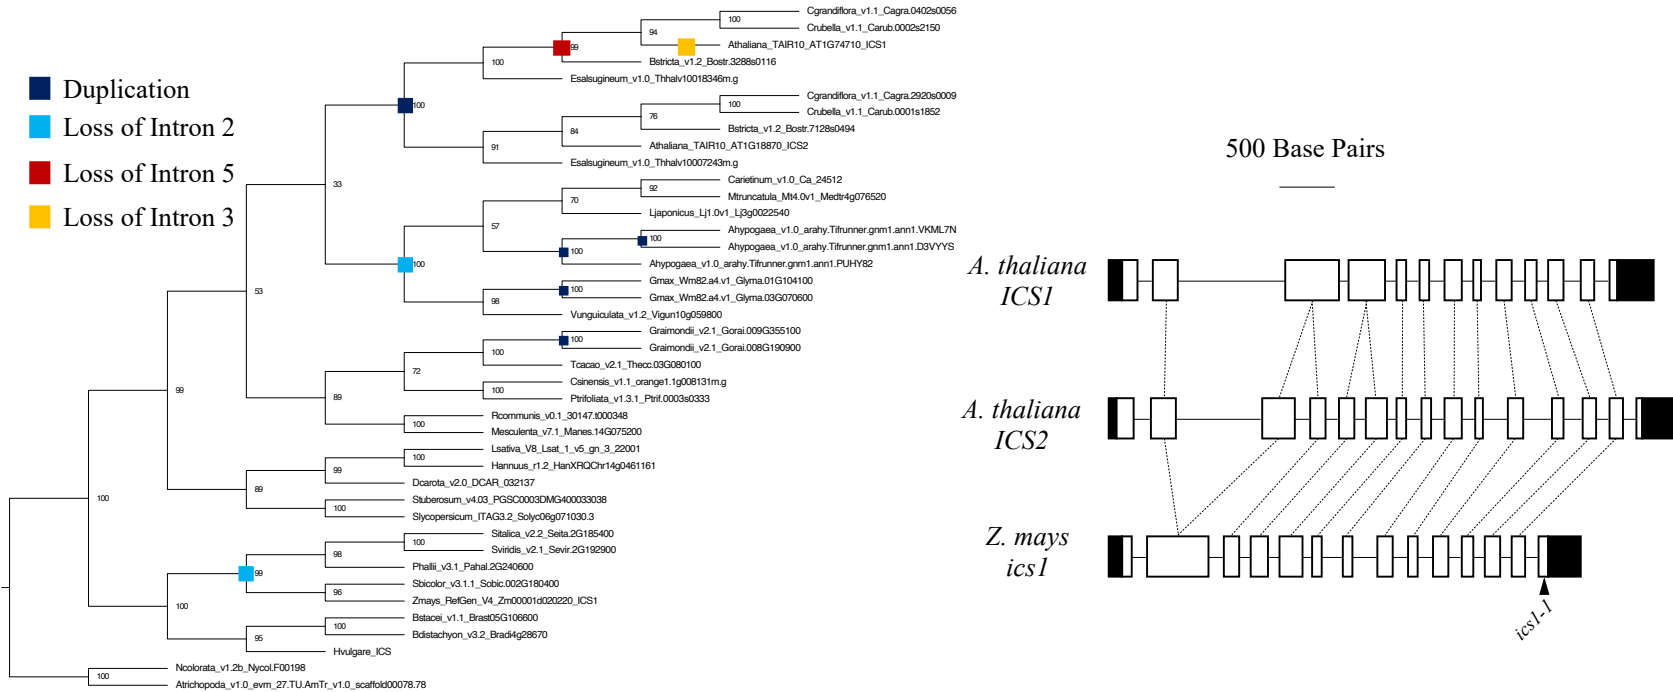 Duplication
Loss of Intron 2
Loss of Intron 5
Loss of Intron 3
Cgrandiflora_v1.1_Cagra.0402s0056
100
Crubella_v1.1_Carub.0002s2150
94
Athaliana_TAIR10_AT1G74710_ICS1
99
Bstricta_v1.2_Bostr.3288s0116
100
Esalsugineum_v1.0_Thhalv10018346m.g
100
Cgrandiflora_v1.1_Cagra.2920s0009
100
Crubella_v1.1_Carub.0001s1852
76
Bstricta_v1.2_Bostr.7128s0494
84
Athaliana_TAIR10_AT1G18870_ICS2
91
Esalsugineum_v1.0_Thhalv10007243m.g
33
Carietinum_v1.0_Ca_24512
92
Mtruncatula_Mt4.0v1_Medtr4g076520
70
Ljaponicus_Lj1.0v1_Lj3g0022540
57
Ahypogaea_v1.0_arahy.Tifrunner.gnm1.ann1.VKML7N
100
Ahypogaea_v1.0_arahy.Tifrunner.gnm1.ann1.D3VYYS
100
Ahypogaea_v1.0_arahy.Tifrunner.gnm1.ann1.PUHY82
100
Gmax_Wm82.a4.v1_Glyma.01G104100
100
Gmax_Wm82.a4.v1_Glyma.03G070600
98
Vunguiculata_v1.2_Vigun10g059800
53
Graimondii_v2.1_Gorai.009G355100
100
Graimondii_v2.1_Gorai.008G190900
100
Tcacao_v2.1_Thecc.03G080100
72
Csinensis_v1.1_orange1.1g008131m.g
100
Ptrifoliata_v1.3.1_Ptrif.0003s0333
89
Rcommunis_v0.1_30147.t000348
100
Mesculenta_v7.1_Manes.14G075200
99
Lsativa_V8_Lsat_1_v5_gn_3_22001
100
Hannuus_r1.2_HanXRQChr14g0461161
99
Dcarota_v2.0_DCAR_032137
89
Stuberosum_v4.03_PGSC0003DMG400033038
100
Slycopersicum_ITAG3.2_Solyc06g071030.3
100
Sitalica_v2.2_Seita.2G185400
100
Sviridis_v2.1_Sevir.2G192900
98
Phallii_v3.1_Pahal.2G240600
99
Sbicolor_v3.1.1_Sobic.002G180400
96
Zmays_RefGen_V4_Zm00001d020220_ICS1
100
Bstacei_v1.1_Brast05G106600
100
Bdistachyon_v3.2_Bradi4g28670
95
Hvulgare_ICS
Ncolorata_v1.2b_Nycol.F00198
100
Atrichopoda_v1.0_evm_27.TU.AmTr_v1.0_scaffold00078.78
500 Base Pairs
A. thaliana
ICS1
A. thaliana
ICS2
Z. mays
ics1
ics1-1